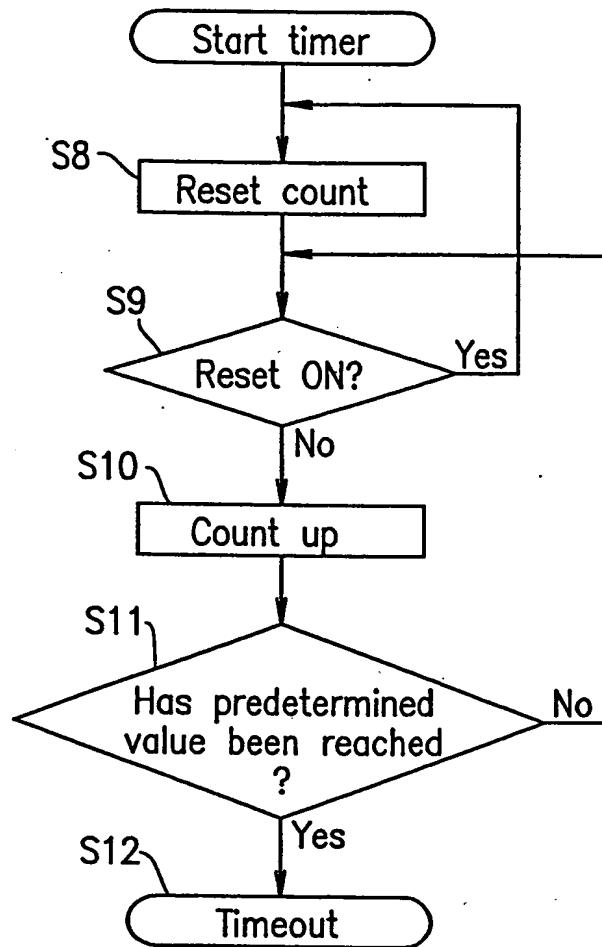 Start timer
S8
Reset count
S9
Reset ON?
Yes
No
S10
Count up
S11
Has predetermined
value been reached
?
No
Yes
S12
Timeout